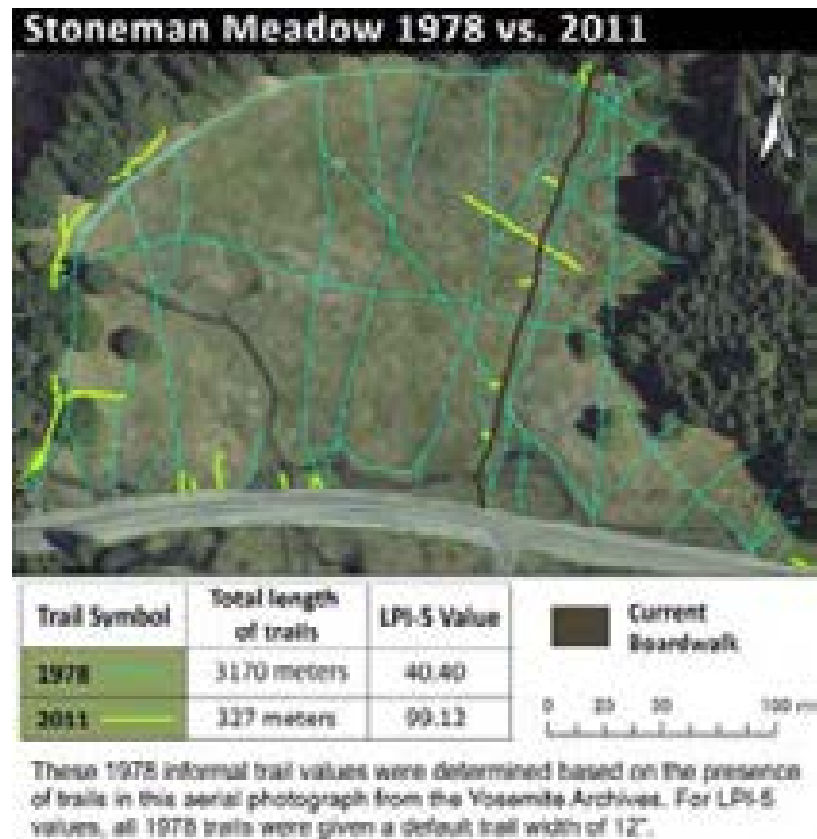 Stoneman Meadow 1978 vs. 2011
N
Trail Symbol
Total length
of trails
LPI-5 Value
1978
3170 meters
40.40
2011
327 meters
99.12
Current
Boardwalk
0
100 m
These 1978 informal trail values were determined based on the presence
of trails in this aerial photograph from the Yosemite Archives. For LPI-5
values, all 1978 trails were given a default trail width of 12".